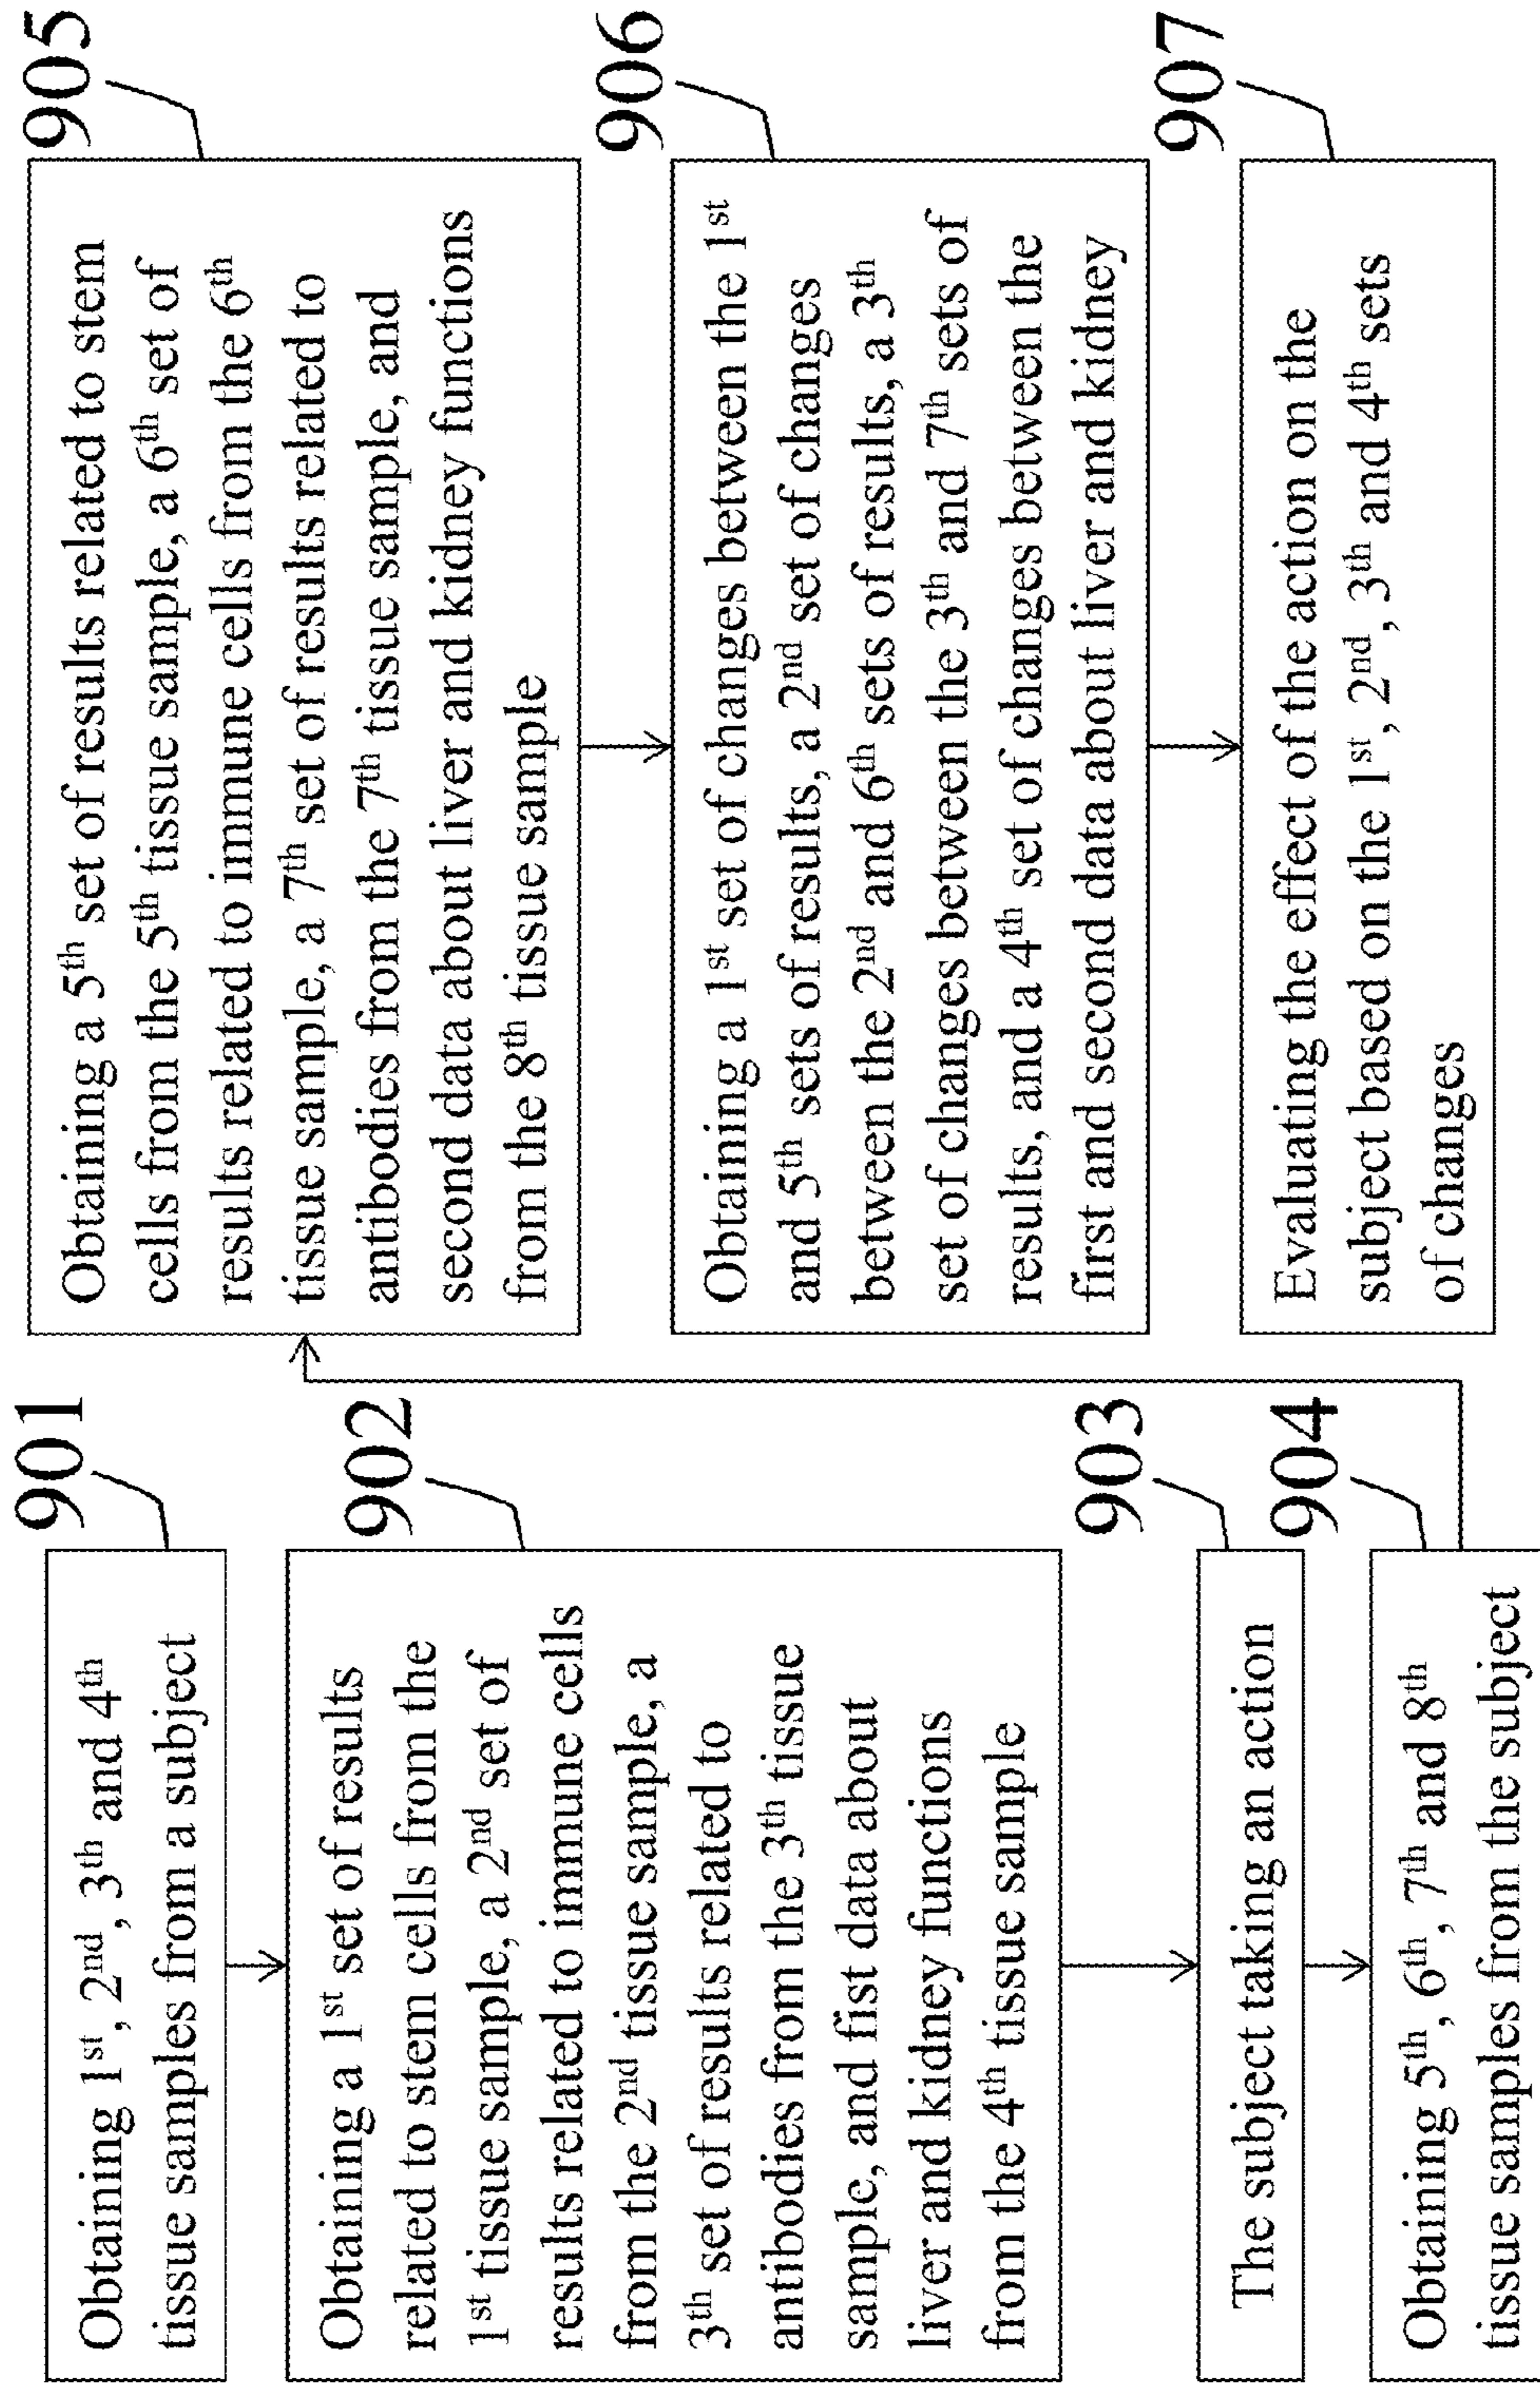 901
Obtaining 1st, 2nd, 3th and 4th
tissue samples from a subject
902
Obtaining a 1st set of results
related to stem cells from the
1st tissue sample, a 2nd set of
results related to immune cells
from the 2nd tissue sample, a
3th set of results related to
antibodies from the 3th tissue
sample, and fist data about
liver and kidney functions
from the 4th tissue sample
903
The subject taking an action
904
Obtaining 5th, 6th, 7th and 8th
tissue samples from the subject
905
Obtaining a 5th set of results related to stem
cells from the 5th tissue sample, a 6th set of
results related to immune cells from the 6th
tissue sample, a 7th set of results related to
antibodies from the 7th tissue sample, and
second data about liver and kidney functions
from the 8th tissue sample
906
Obtaining a 1st set of changes between the 1st
and 5th sets of results, a 2nd set of changes
between the 2nd and 6th sets of results, a 3th
set of changes between the 3th and 7th sets of
results, and a 4th set of changes between the
first and second data about liver and kidney
907
Evaluating the effect of the action on the
subject based on the 1st, 2nd, 3th and 4th sets
of changes